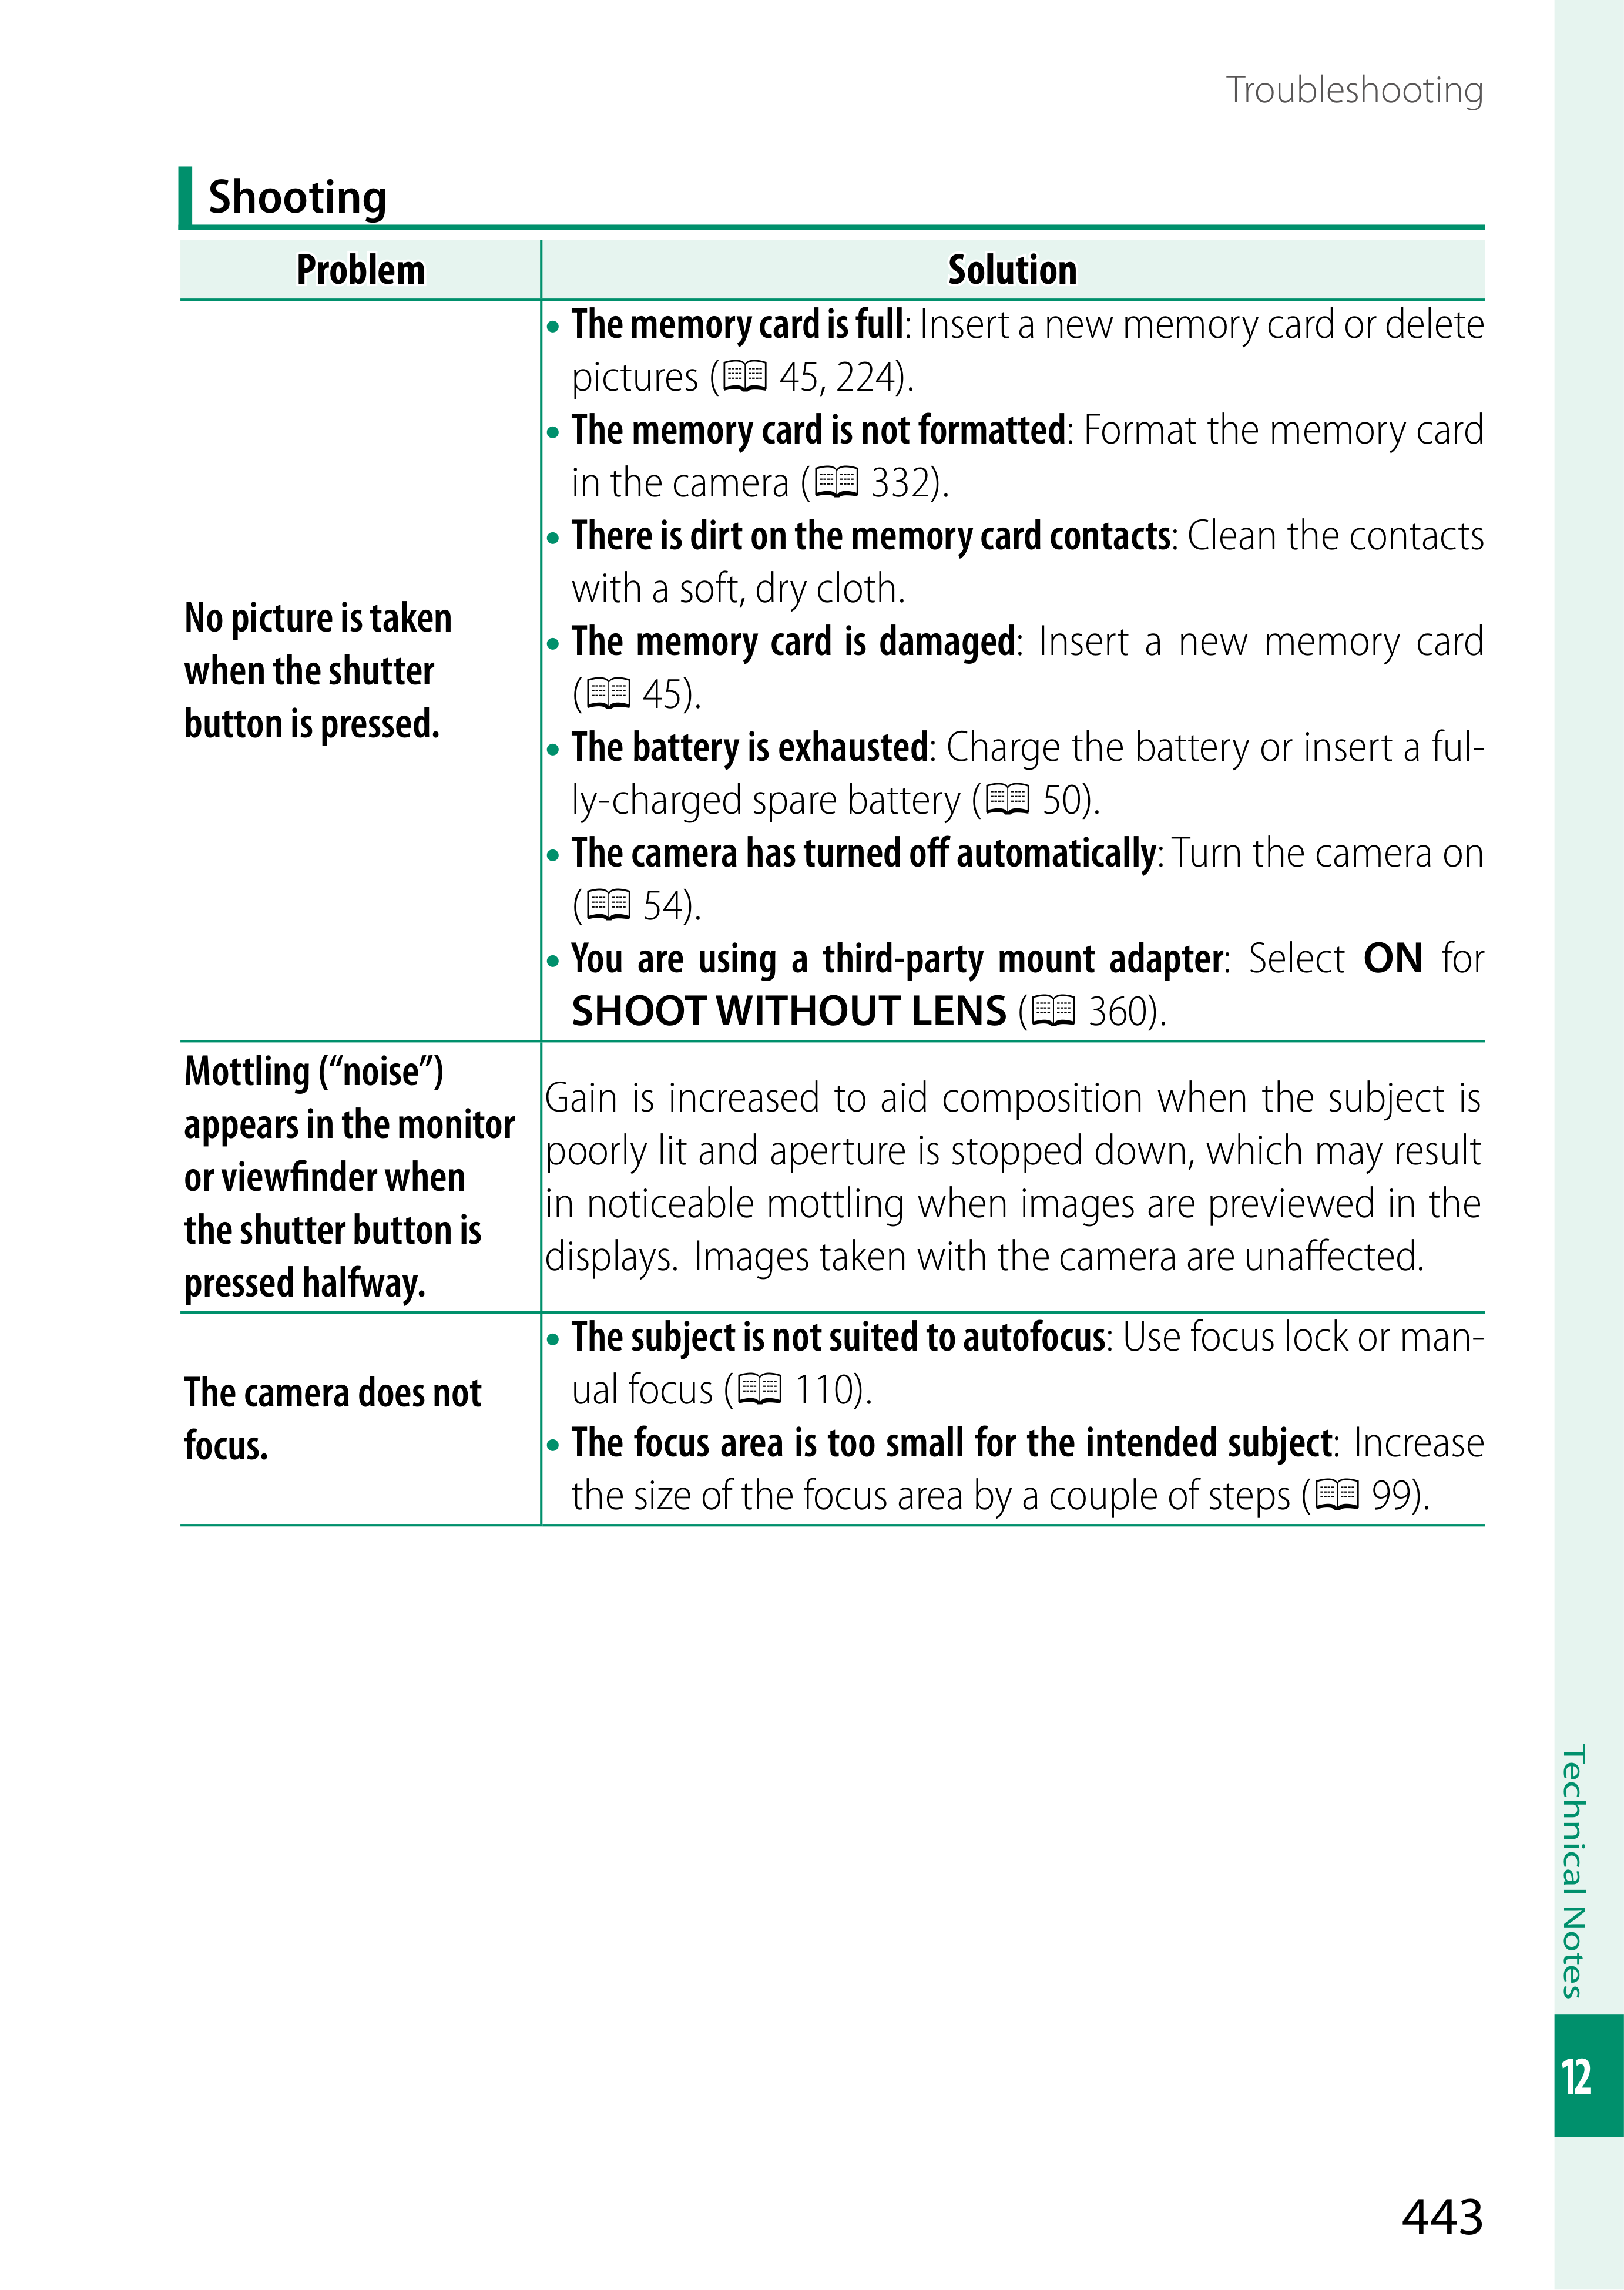 Troubleshooting
Shooting
Problem
Solution
No picture is taken
when the shutter
button is pressed.
• The memory card is full: Insert a new memory card or delete
pictures (📖 45, 224).
• The memory card is not formatted: Format the memory card
in the camera (📖 332).
• There is dirt on the memory card contacts: Clean the contacts
with a soft, dry cloth.
• The memory card is damaged: Insert a new memory card
(📖 45).
• The battery is exhausted: Charge the battery or insert a ful-
ly-charged spare battery (📖 50).
• The camera has turned off automatically: Turn the camera on
(📖 54).
• You are using a third-party mount adapter: Select ON for
SHOOT WITHOUT LENS (📖 360).
Mottling (“noise”)
appears in the monitor
or viewfinder when
the shutter button is
pressed halfway.
Gain is increased to aid composition when the subject is
poorly lit and aperture is stopped down, which may result
in noticeable mottling when images are previewed in the
displays. Images taken with the camera are unaffected.
The camera does not
focus.
• The subject is not suited to autofocus: Use focus lock or man-
ual focus (📖 110).
• The focus area is too small for the intended subject: Increase
the size of the focus area by a couple of steps (📖 99).
Technical Notes
12
443